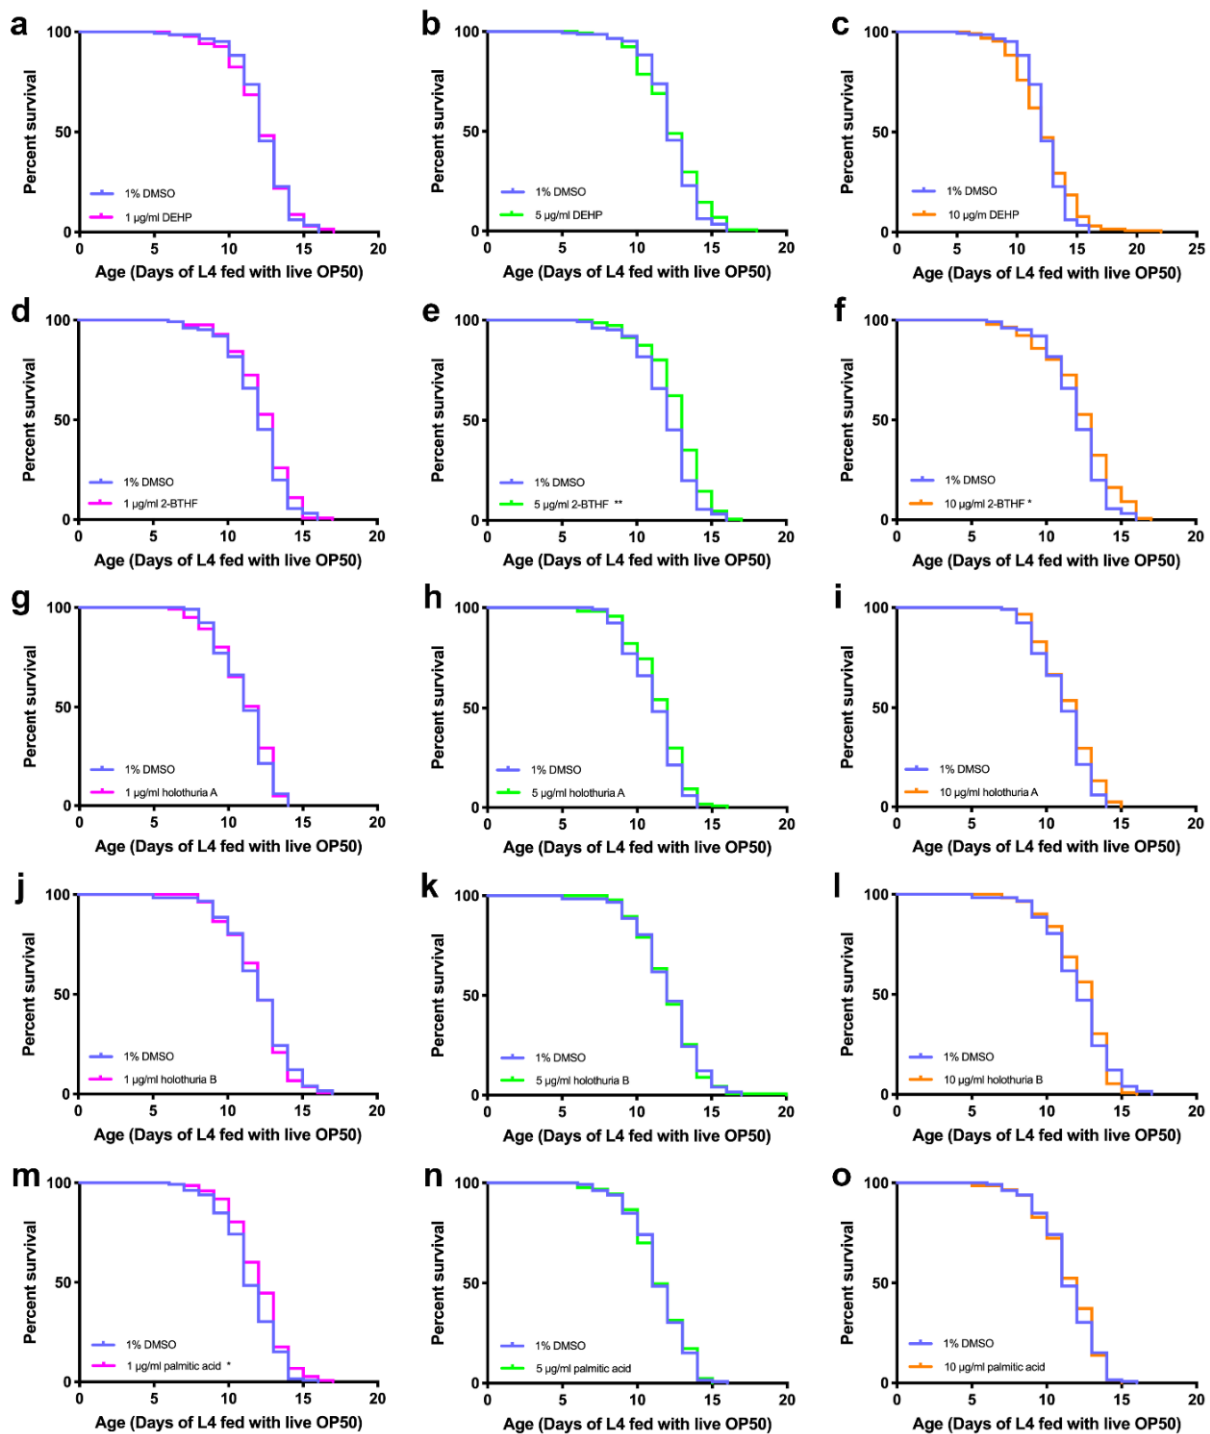 a
100
50
0
Percent survival
1% DMSO
1 µg/ml DEHP
0 5 10 15 20
Age (Days of L4 fed with live OP50)
b
100
50
0
Percent survival
1% DMSO
5 µg/ml DEHP
0 5 10 15 20
Age (Days of L4 fed with live OP50)
c
100
50
0
Percent survival
1% DMSO
10 µg/m DEHP
0 5 10 15 20 25
Age (Days of L4 fed with live OP50)
d
100
50
0
Percent survival
1% DMSO
1 µg/ml 2-BTHF
0 5 10 15 20
Age (Days of L4 fed with live OP50)
e
100
50
0
Percent survival
1% DMSO
5 µg/ml 2-BTHF **
0 5 10 15 20
Age (Days of L4 fed with live OP50)
f
100
50
0
Percent survival
1% DMSO
10 µg/ml 2-BTHF *
0 5 10 15 20
Age (Days of L4 fed with live OP50)
g
100
50
0
Percent survival
1% DMSO
1 µg/ml holothuria A
0 5 10 15 20
Age (Days of L4 fed with live OP50)
h
100
50
0
Percent survival
1% DMSO
5 µg/ml holothuria A
0 5 10 15 20
Age (Days of L4 fed with live OP50)
i
100
50
0
Percent survival
1% DMSO
10 µg/ml holothuria A
0 5 10 15 20
Age (Days of L4 fed with live OP50)
j
100
50
0
Percent survival
1% DMSO
1 µg/ml holothuria B
0 5 10 15 20
Age (Days of L4 fed with live OP50)
k
100
50
0
Percent survival
1% DMSO
5 µg/ml holothuria B
0 5 10 15 20
Age (Days of L4 fed with live OP50)
l
100
50
0
Percent survival
1% DMSO
10 µg/ml holothuria B
0 5 10 15 20
Age (Days of L4 fed with live OP50)
m
100
50
0
Percent survival
1% DMSO
1 µg/ml palmitic acid *
0 5 10 15 20
Age (Days of L4 fed with live OP50)
n
100
50
0
Percent survival
1% DMSO
5 µg/ml palmitic acid
0 5 10 15 20
Age (Days of L4 fed with live OP50)
o
100
50
0
Percent survival
1% DMSO
10 µg/ml palmitic acid
0 5 10 15 20
Age (Days of L4 fed with live OP50)